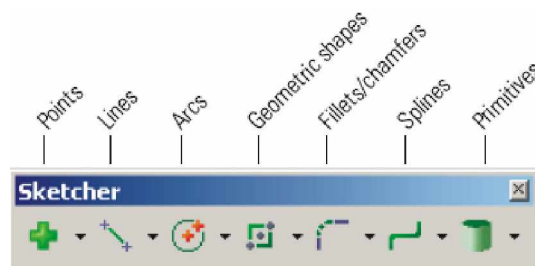 Points
Lines
Arcs
Geometric shapes
Fillets/chamfers
Splines
Primitives
Sketcher